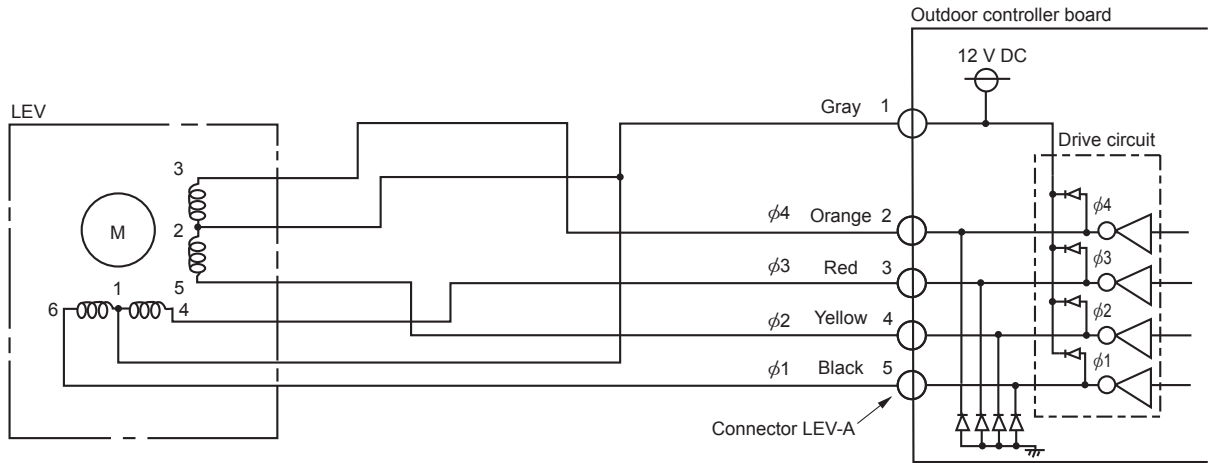 Outdoor controller board
12 V DC
LEV
Gray 1
Drive circuit
3
ϕ4
ϕ4 Orange 2
M
2
ϕ3
ϕ3 Red 3
5
1
6
4
ϕ2
ϕ2 Yellow 4
ϕ1
ϕ1 Black 5
Connector LEV-A